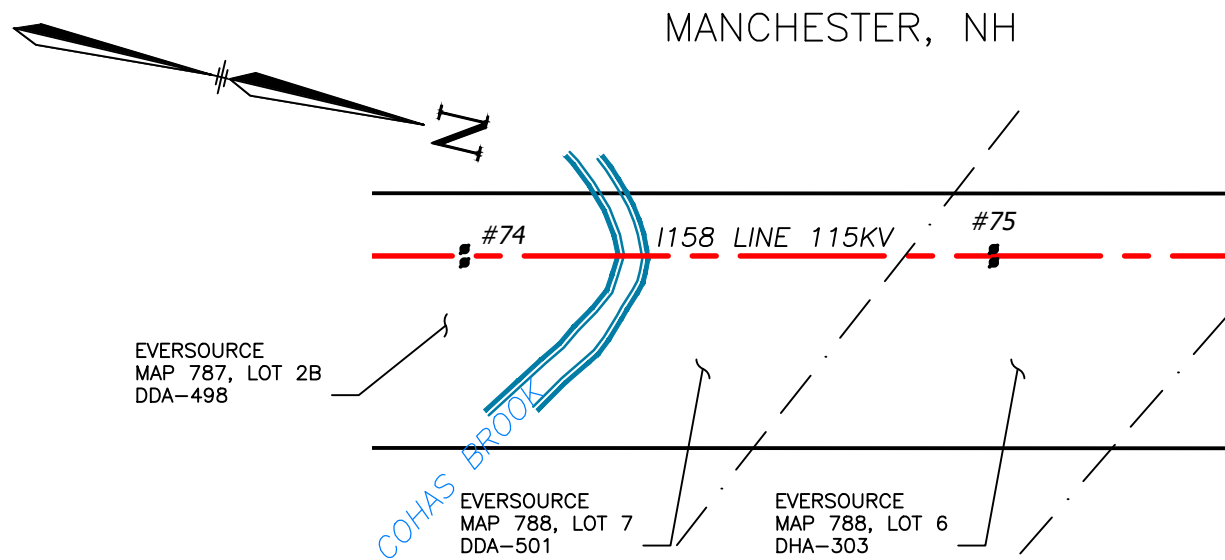 MANCHESTER, NH
N
#74
I158 LINE 115KV
#75
EVERSOURCE
MAP 787, LOT 2B
DDA-498
COHAS BROOK
EVERSOURCE
MAP 788, LOT 7
DDA-501
EVERSOURCE
MAP 788, LOT 6
DHA-303